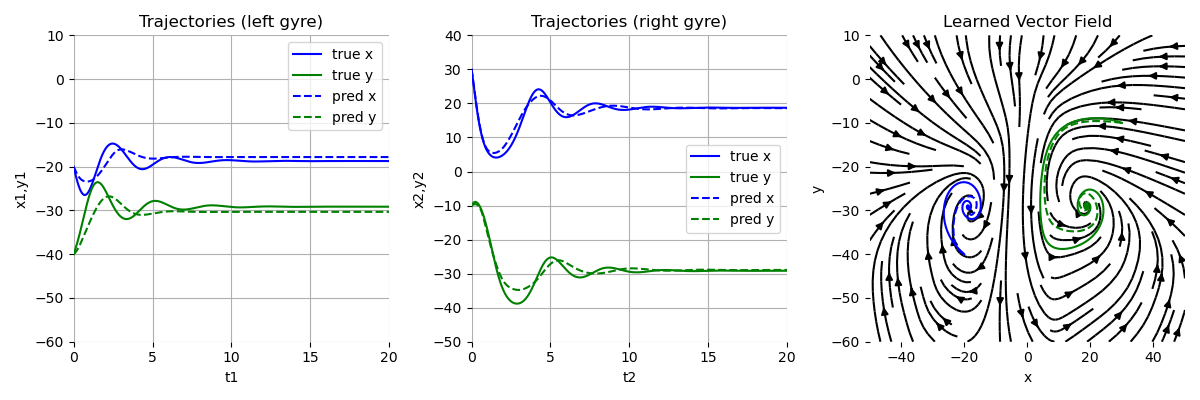 Trajectories (left gyre)
10
0
−10
−20
−30
−40
−50
−60
x1,y1
0 5 10 15 20
t1
true x
true y
pred x
pred y
Trajectories (right gyre)
40
30
20
10
0
−10
−20
−30
−40
−50
x2,y2
0 5 10 15 20
t2
true x
true y
pred x
pred y
Learned Vector Field
10
0
−10
−20
−30
−40
−50
−60
y
−40 −20 0 20 40
x